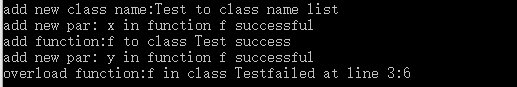 add new class name:Test to class name list
add new par: x in function f successful
add function:f to class Test success
add new par: y in function f successful
overload function:f in class Testfailed at line 3:6